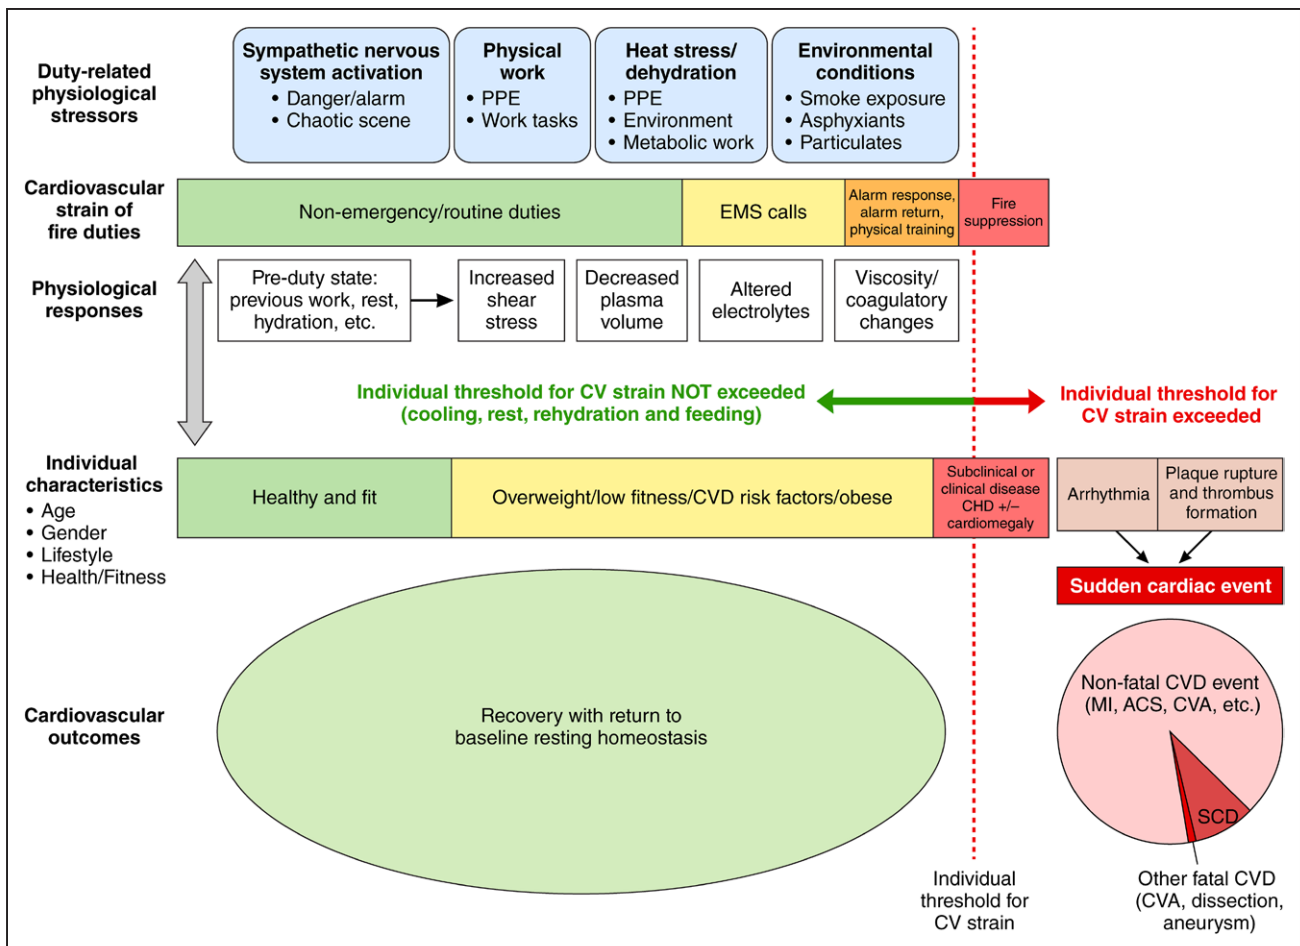 Duty-related
physiological
stressors
Sympathetic nervous
system activation
• Danger/alarm
• Chaotic scene
Physical
work
• PPE
• Work tasks
Heat stress/
dehydration
• PPE
• Environment
• Metabolic work
Environmental
conditions
• Smoke exposure
• Asphyxiants
• Particulates
Cardiovascular
strain of
fire duties
Non-emergency/routine duties
EMS calls
Alarm response,
alarm return,
physical training
Fire
suppression
Physiological
responses
Pre-duty state:
previous work, rest,
hydration, etc.
Increased
shear
stress
Decreased
plasma
volume
Altered
electrolytes
Viscosity/
coagulatory
changes
Individual threshold for CV strain NOT exceeded
(cooling, rest, rehydration and feeding)
Individual threshold for
CV strain exceeded
Individual
characteristics
• Age
• Gender
• Lifestyle
• Health/Fitness
Healthy and fit
Overweight/low fitness/CVD risk factors/obese
Subclinical or
clinical disease
CHD +/–
cardiomegaly
Arrhythmia
Plaque rupture
and thrombus
formation
Sudden cardiac event
Cardiovascular
outcomes
Recovery with return to
baseline resting homeostasis
Non-fatal CVD event
(MI, ACS, CVA, etc.)
SCD
Individual
threshold for
CV strain
Other fatal CVD
(CVA, dissection,
aneurysm)